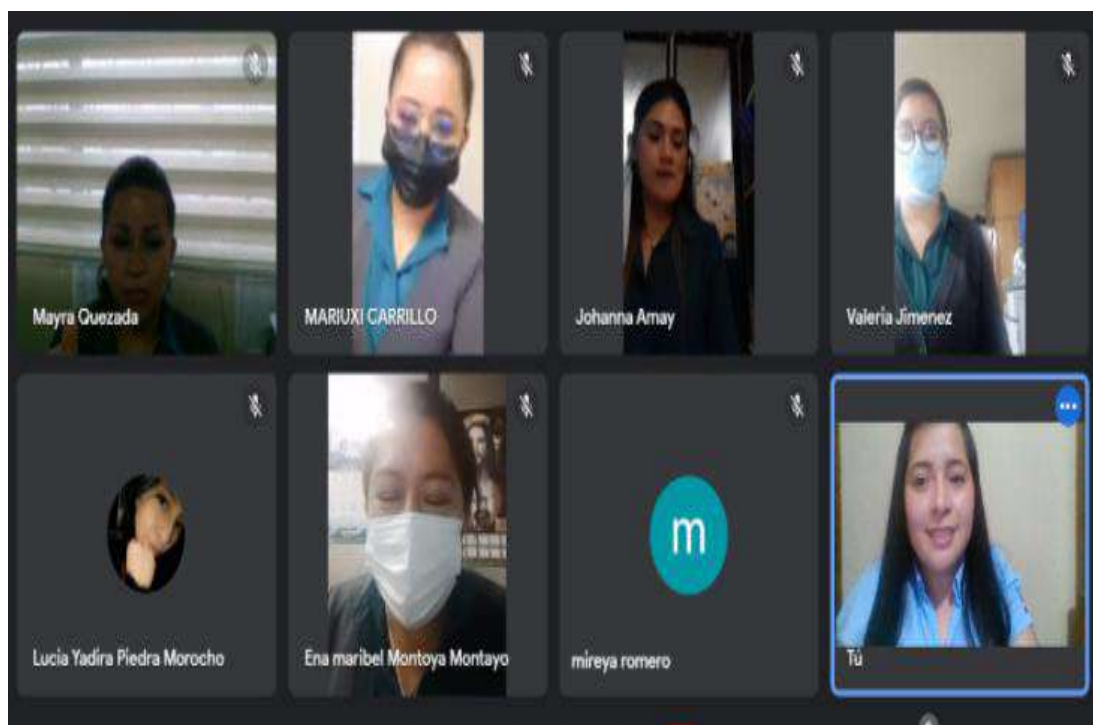 Mayra Quezada
MARIUXI CARRILLO
Johanna Amay
Valeria Jimenez
Lucia Yadira Piedra Morocho
Ena maribel Montoya Montayo
m
mireya romero
Tú